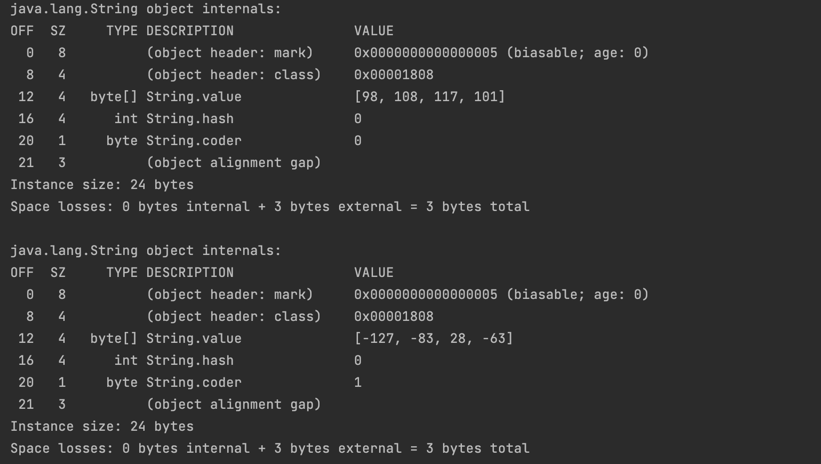 java.lang.String object internals:
OFF  SZ     TYPE DESCRIPTION               VALUE
  0   8          (object header: mark)     0x0000000000000005 (biasable; age: 0)
  8   4          (object header: class)    0x00001808
 12   4   byte[] String.value              [98, 108, 117, 101]
 16   4      int String.hash               0
 20   1     byte String.coder              0
 21   3          (object alignment gap)
Instance size: 24 bytes
Space losses: 0 bytes internal + 3 bytes external = 3 bytes total

java.lang.String object internals:
OFF  SZ     TYPE DESCRIPTION               VALUE
  0   8          (object header: mark)     0x0000000000000005 (biasable; age: 0)
  8   4          (object header: class)    0x00001808
 12   4   byte[] String.value              [-127, -83, 28, -63]
 16   4      int String.hash               0
 20   1     byte String.coder              1
 21   3          (object alignment gap)
Instance size: 24 bytes
Space losses: 0 bytes internal + 3 bytes external = 3 bytes total